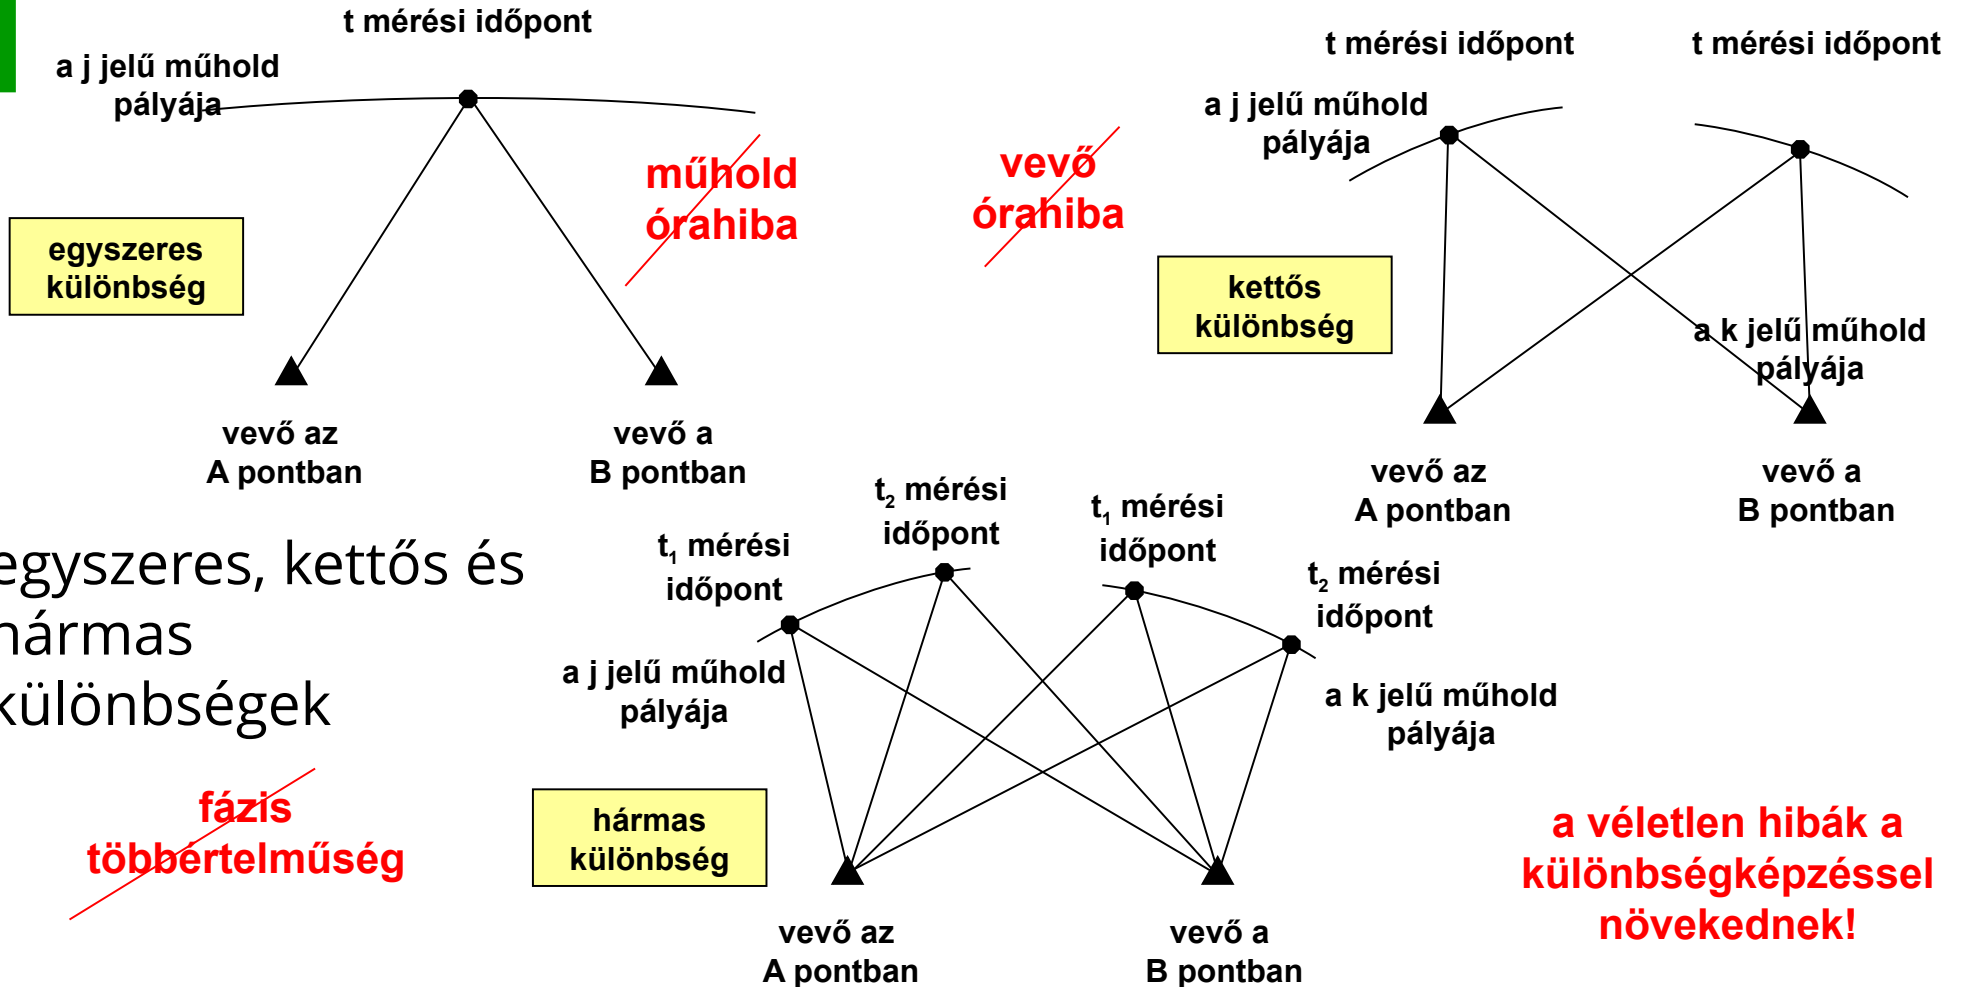 t mérési időpont
a j jelű műhold
pályája
műhold
órahiba
egyszeres
különbség
vevő az
A pontban
vevő a
B pontban
vevő
órahiba
t mérési időpont
t mérési időpont
a j jelű műhold
pályája
kettős
különbség
a k jelű műhold
pályája
vevő az
A pontban
vevő a
B pontban
egyszeres, kettős és
hármas
különbségek
fázis
többértelműség
t₁ mérési
időpont
t₂ mérési
időpont
t₁ mérési
időpont
t₂ mérési
időpont
a j jelű műhold
pályája
a k jelű műhold
pályája
hármas
különbség
vevő az
A pontban
vevő a
B pontban
a véletlen hibák a
különbségképzéssel
növekednek!